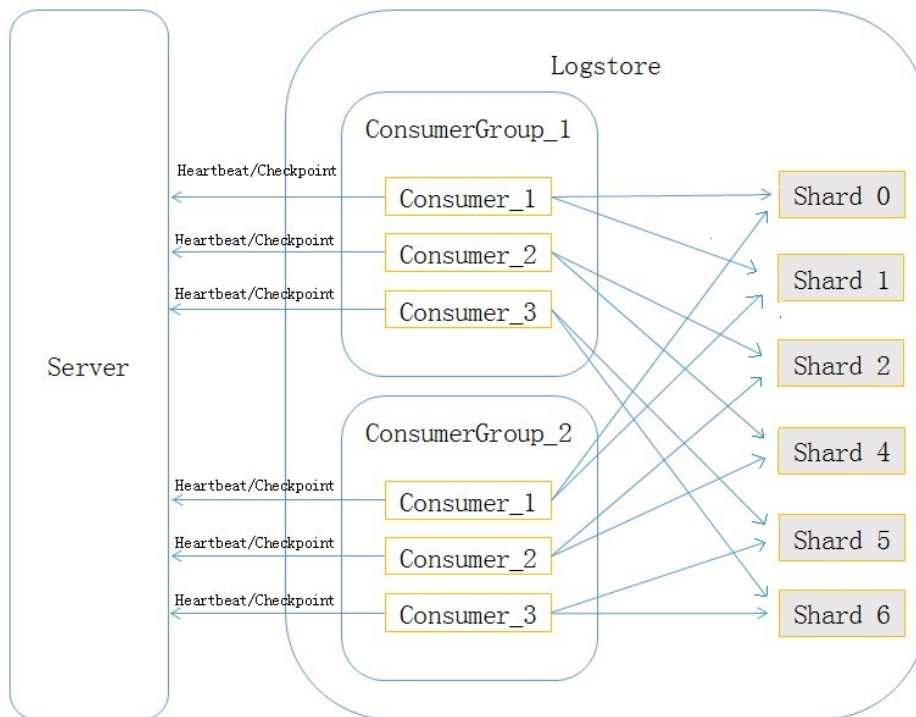 Logstore
ConsumerGroup_1
Heartbeat/Checkpoint
Consumer_1
Shard 0
Heartbeat/Checkpoint
Consumer_2
Shard 1
Heartbeat/Checkpoint
Consumer_3
Server
Shard 2
ConsumerGroup_2
Shard 4
Heartbeat/Checkpoint
Consumer_1
Heartbeat/Checkpoint
Consumer_2
Shard 5
Heartbeat/Checkpoint
Consumer_3
Shard 6